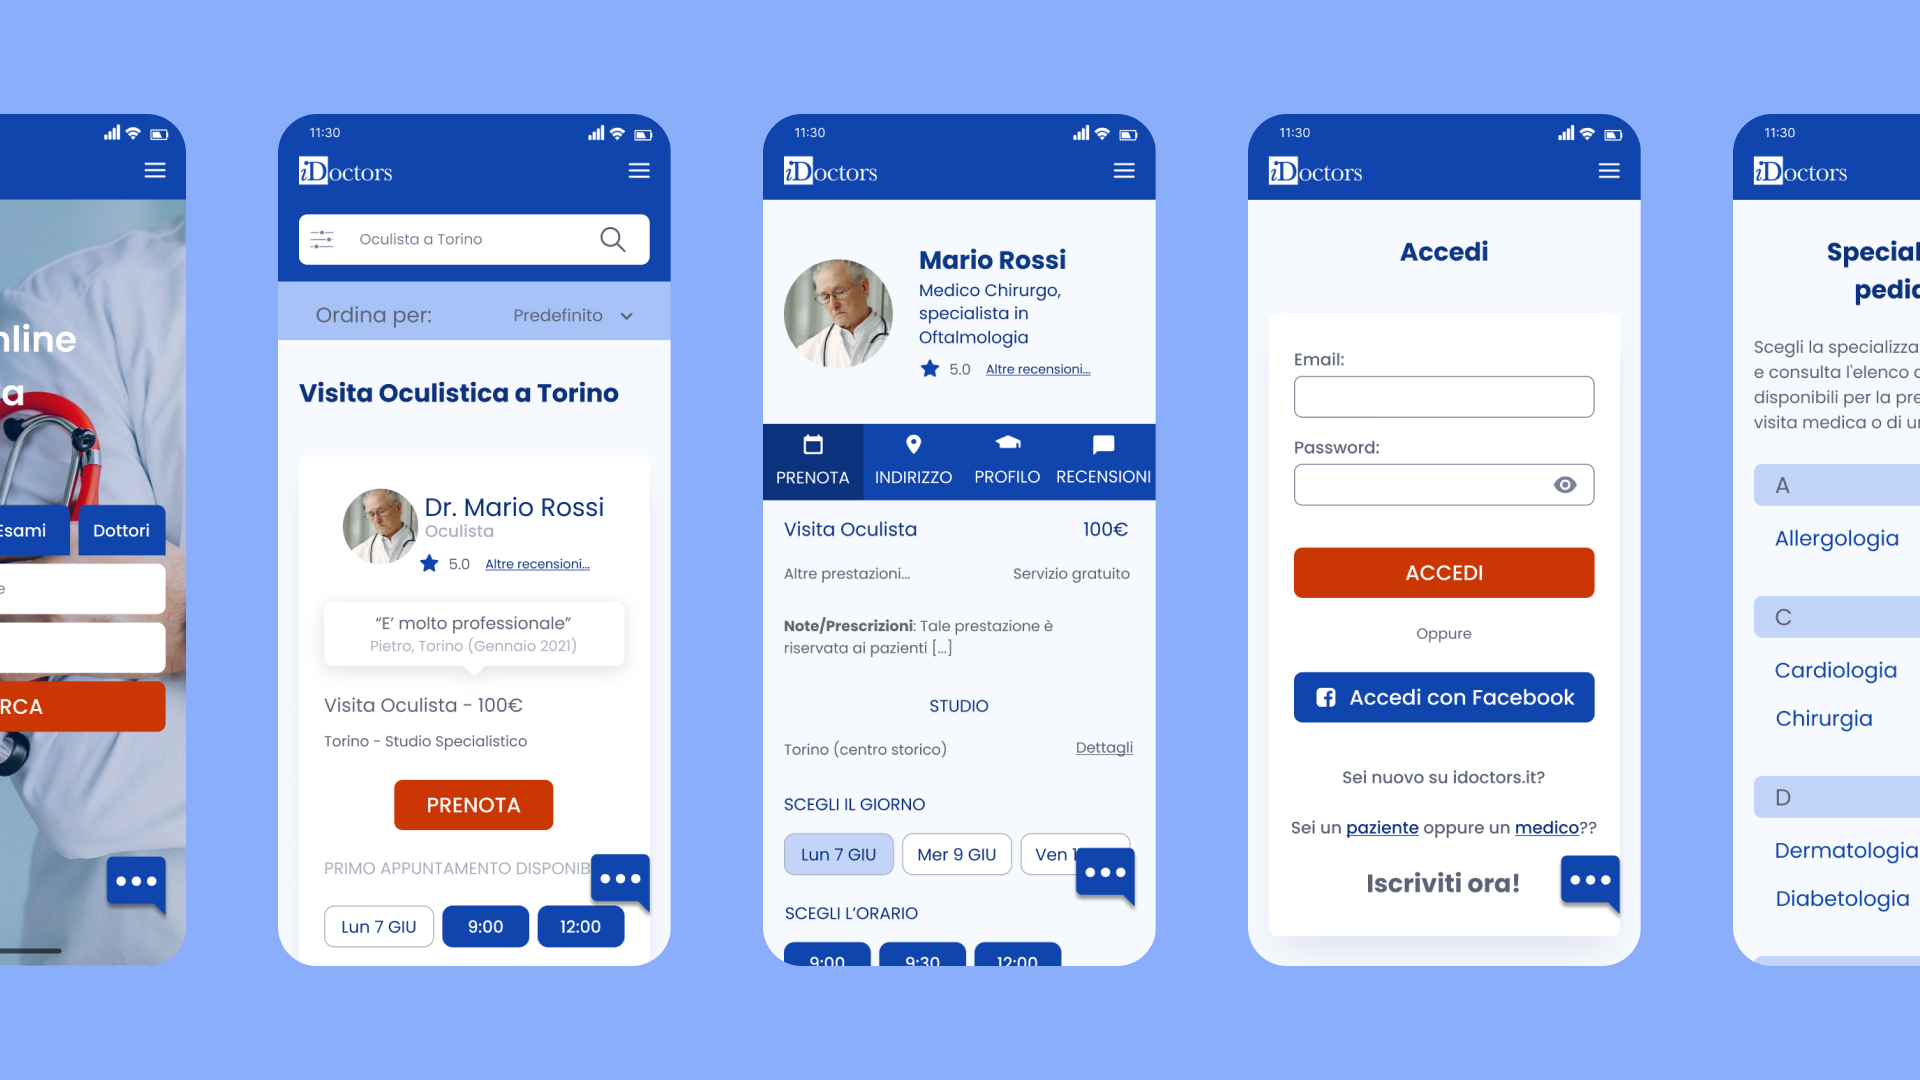 Esami
Dottori
11:30
iDoctors
Oculista a Torino
Ordina per:
Predefinito
Visita Oculistica a Torino
Dr. Mario Rossi
Oculista
5.0 Altre recensioni...
“E’ molto professionale”
Pietro, Torino (Gennaio 2021)
Visita Oculista - 100€
Torino - Studio Specialistico
PRENOTA
PRIMO APPUNTAMENTO DISPONIB
Lun 7 GIU
9:00
12:00
11:30
iDoctors
Mario Rossi
Medico Chirurgo,
specialista in
Oftalmologia
5.0 Altre recensioni...
PRENOTA
INDIRIZZO
PROFILO
RECENSIONI
Visita Oculista
100€
Altre prestazioni...
Servizio gratuito
Note/Prescrizioni: Tale prestazione è
riservata ai pazienti [...]
STUDIO
Torino (centro storico)
Dettagli
SCEGLI IL GIORNO
Lun 7 GIU
Mer 9 GIU
Ven
SCEGLI L’ORARIO
9:00
9:30
12:00
11:30
iDoctors
Accedi
Email:
Password:
ACCEDI
Oppure
Accedi con Facebook
Sei nuovo su idoctors.it?
Sei un paziente oppure un medico??
Iscriviti ora!
11:30
iDoctors
Special
pedia
Scegli la specializza
e consulta l'elenco
disponibili per la pre
visita medica o di
A
Allergologia
C
Cardiologia
Chirurgia
D
Dermatologia
Diabetologia